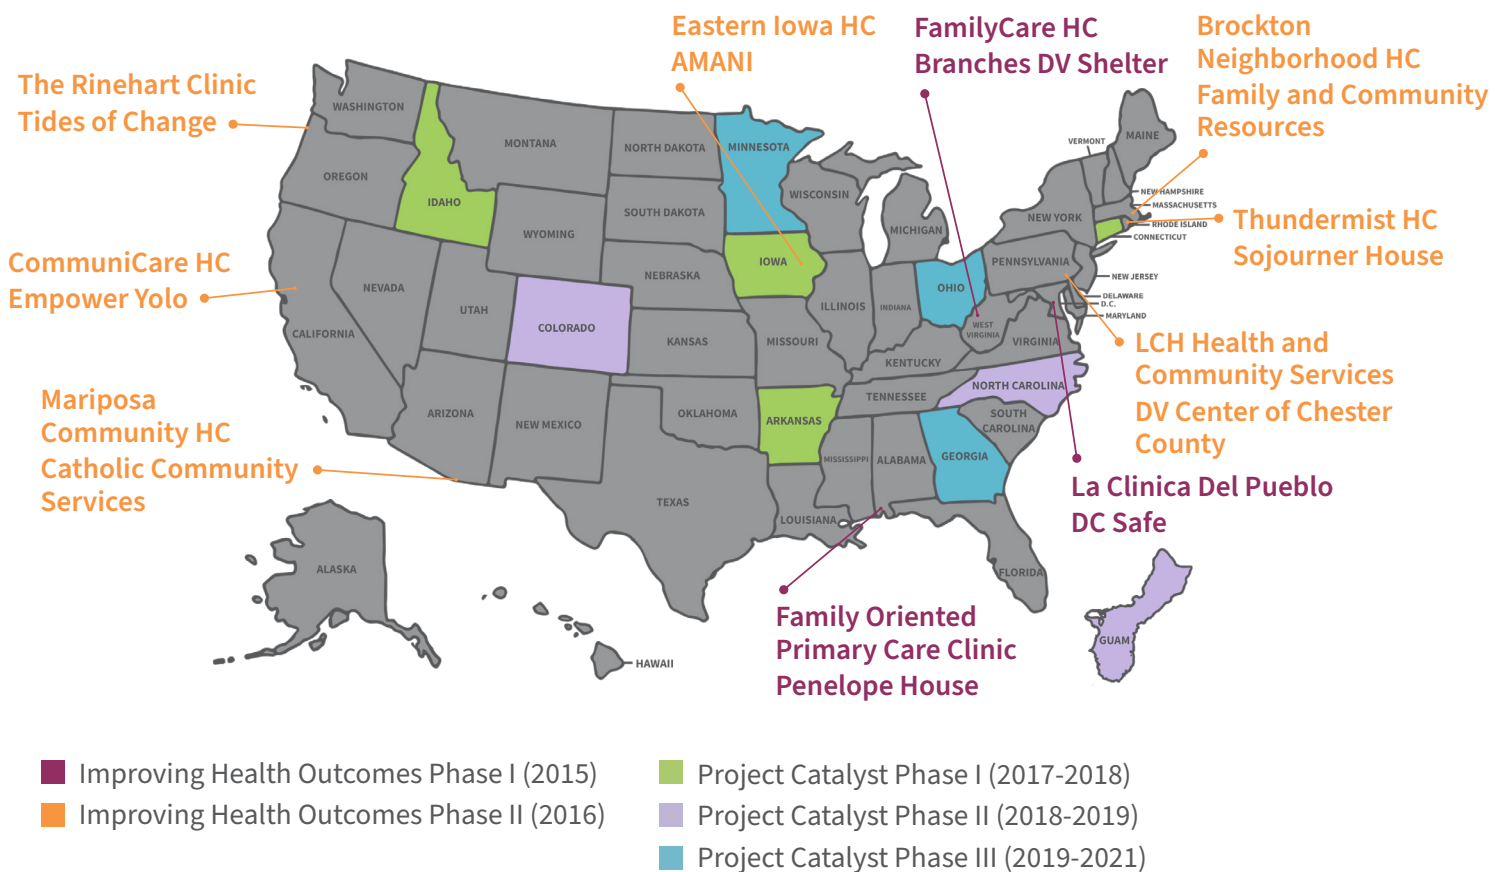 Eastern Iowa HC
AMANI
FamilyCare HC
Branches DV Shelter
Brockton
Neighborhood HC
Family and Community
Resources
The Rinehart Clinic
Tides of Change
Thundermist HC
Sojourner House
CommuniCare HC
Empower Yolo
LCH Health and
Community Services
DV Center of Chester
County
Mariposa
Community HC
Catholic Community
Services
La Clinica Del Pueblo
DC Safe
Family Oriented
Primary Care Clinic
Penelope House
WASHINGTON
OREGON
IDAHO
MONTANA
NORTH DAKOTA
MINNESOTA
WISCONSIN
MICHIGAN
SOUTH DAKOTA
WYOMING
NEBRASKA
IOWA
ILLINOIS
INDIANA
OHIO
PENNSYLVANIA
NEW YORK
VERMONT
MAINE
NEW HAMPSHIRE
MASSACHUSETTS
RHODE ISLAND
CONNECTICUT
NEW JERSEY
DELAWARE
D.C.
MARYLAND
NEVADA
UTAH
COLORADO
CALIFORNIA
KANSAS
MISSOURI
KENTUCKY
WEST
VIRGINIA
VIRGINIA
NORTH CAROLINA
TENNESSEE
SOUTH
CAROLINA
ARIZONA
NEW MEXICO
OKLAHOMA
ARKANSAS
MISSISSIPPI
ALABAMA
GEORGIA
TEXAS
LOUISIANA
FLORIDA
ALASKA
HAWAII
GUAM
Improving Health Outcomes Phase I (2015)
Improving Health Outcomes Phase II (2016)
Project Catalyst Phase I (2017-2018)
Project Catalyst Phase II (2018-2019)
Project Catalyst Phase III (2019-2021)